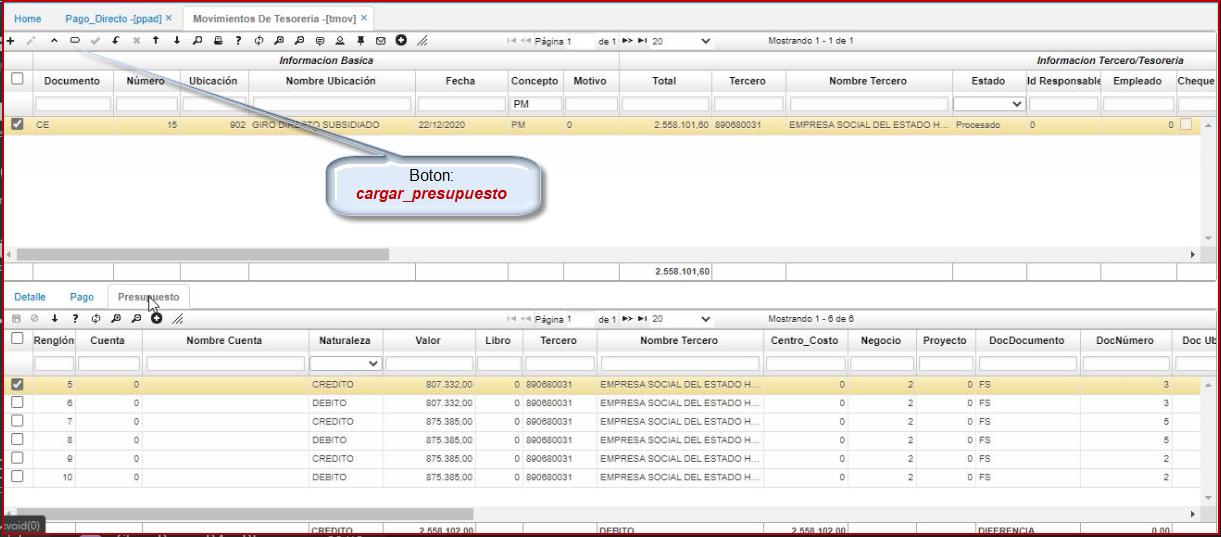 Home Pago_Directo -[ppad] × Movimientos De Tesoreria -[tmov] ×
Página 1 de 1 20 Mostrando 1 - 1 de 1
Informacion Basica Informacion Tercero/Tesoreria
Documento Número Ubicación Nombre Ubicación Fecha Concepto Motivo Total Tercero Nombre Tercero Estado Id Responsable Empleado Cheque
PM
CE 15 902 GIRO DIRECTO SUBSIDIADO 22/12/2020 PM 0 2.558.101,60 890680031 EMPRESA SOCIAL DEL ESTADO H... Procesado 0 0
Boton:
cargar_presupuesto
2.558.101,60
Detalle Pago Presupuesto
Página 1 de 1 20 Mostrando 1 - 6 de 6
Renglón Cuenta Nombre Cuenta Naturaleza Valor Libro Tercero Nombre Tercero Centro_Costo Negocio Proyecto DocDocumento DocNúmero Doc Ub
5 0 CREDITO 807.332,00 0 890680031 EMPRESA SOCIAL DEL ESTADO H... 0 2 0 FS 3
6 0 DEBITO 807.332,00 0 890680031 EMPRESA SOCIAL DEL ESTADO H... 0 2 0 FS 3
7 0 CREDITO 875.385,00 0 890680031 EMPRESA SOCIAL DEL ESTADO H... 0 2 0 FS 5
8 0 DEBITO 875.385,00 0 890680031 EMPRESA SOCIAL DEL ESTADO H... 0 2 0 FS 5
9 0 CREDITO 875.385,00 0 890680031 EMPRESA SOCIAL DEL ESTADO H... 0 2 0 FS 2
10 0 DEBITO 875.385,00 0 890680031 EMPRESA SOCIAL DEL ESTADO H... 0 2 0 FS 2
:void(0)
CREDITO 2.558.102,00 DEBITO 2.558.102,00 DIFERENCIA 0,00